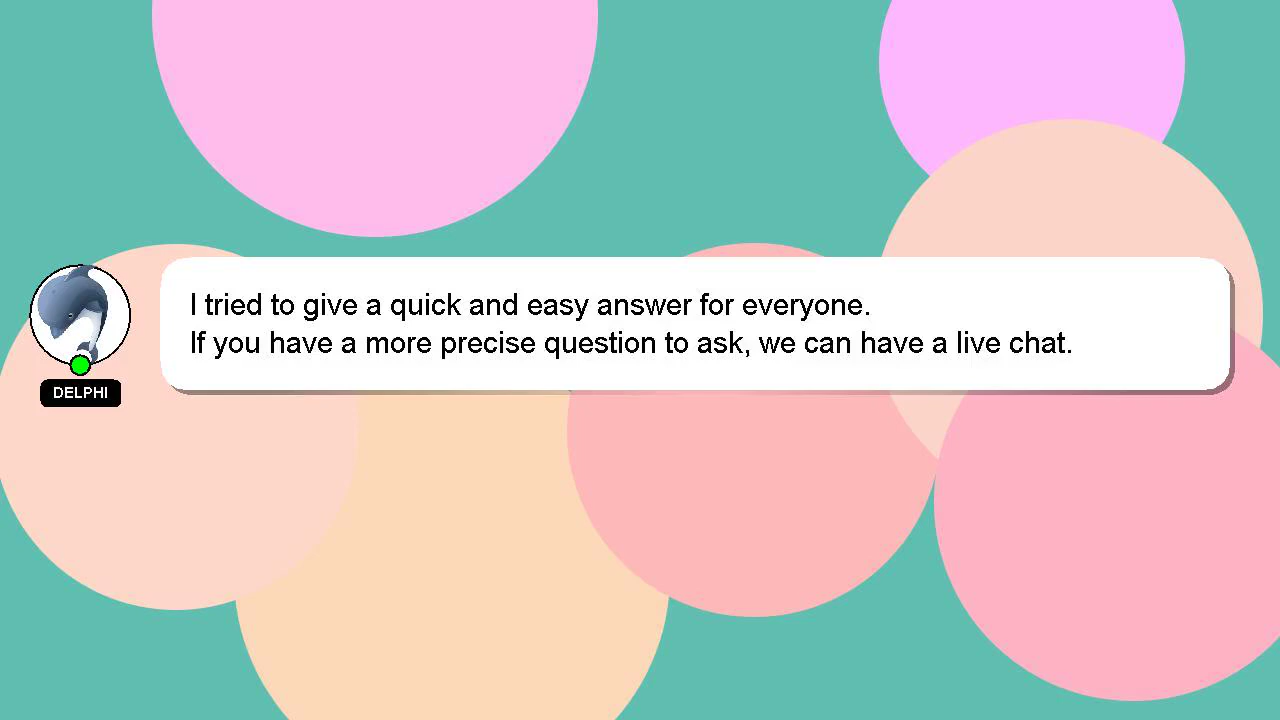 I tried to give a quick and easy answer for everyone.
If you have a more precise question to ask, we can have a live chat.
DELPHI